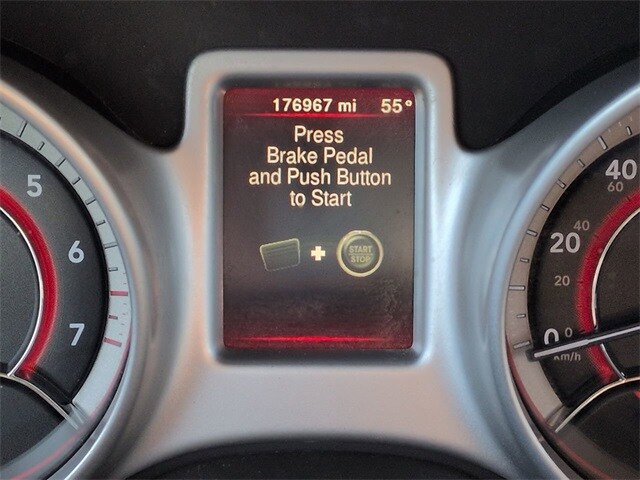 176967 mi 55°
Press
Brake Pedal
and Push Button
to Start
START
STOP
5
6
7
40
60
20
40
20
0
0
km/h